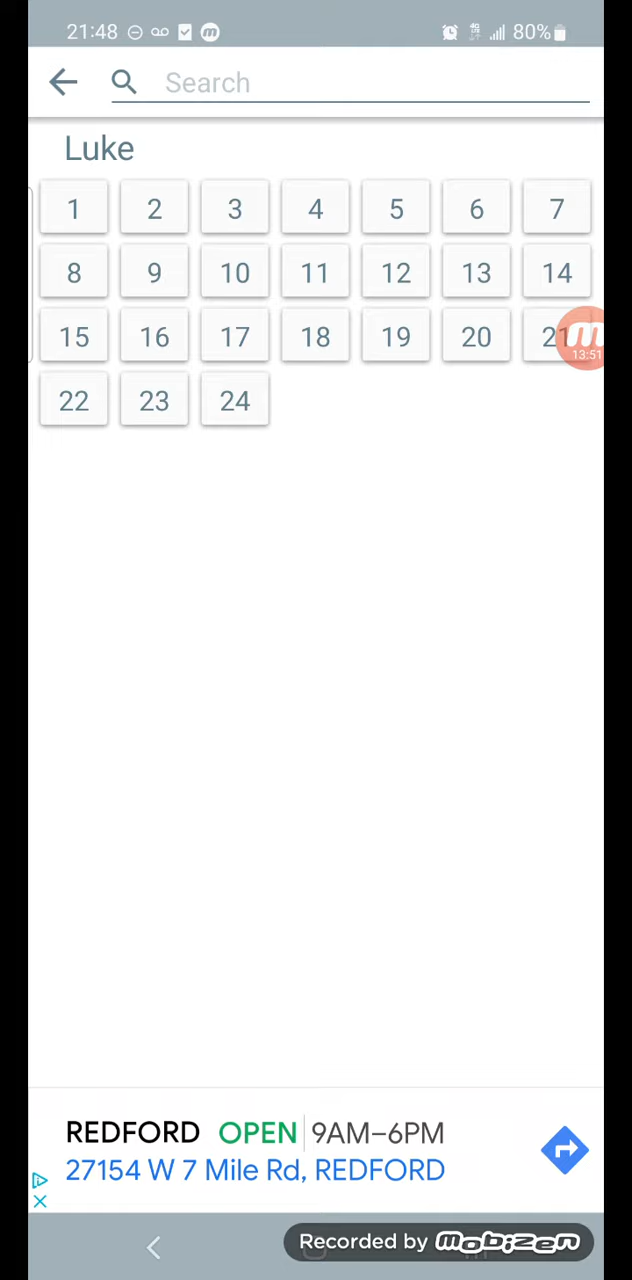 21:48 80%
Search
Luke
1 2 3 4 5 6 7
8 9 10 11 12 13 14
15 16 17 18 19 20 21
13:51
22 23 24
REDFORD OPEN 9AM–6PM
27154 W 7 Mile Rd, REDFORD
Recorded by mobizen